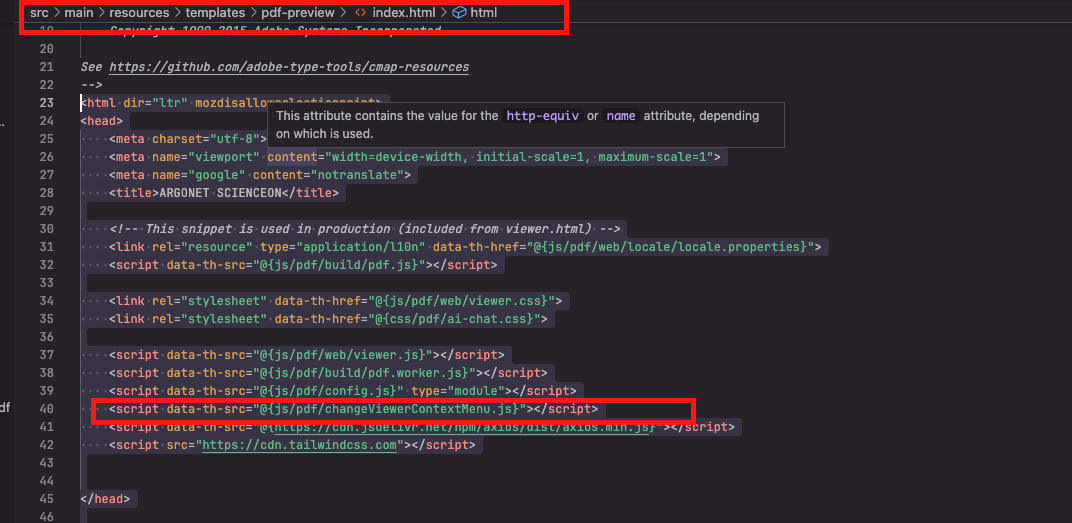 src > main > resources > templates > pdf-preview > <> index.html > html
19 Copyright 1990-2015 Adobe Systems Incorporated
20
21 See https://github.com/adobe-type-tools/cmap-resources
22 -->
23 <html dir="ltr" mozdisallowselectionprint>
24 <head>
This attribute contains the value for the http-equiv or name attribute, depending
on which is used.
25 <meta charset="utf-8">
26 <meta name="viewport" content="width=device-width, initial-scale=1, maximum-scale=1">
27 <meta name="google" content="notranslate">
28 <title>ARGONET SCIENCEON</title>
29
30 <!-- This snippet is used in production (included from viewer.html) -->
31 <link rel="resource" type="application/l10n" data-th-href="@{js/pdf/web/locale/locale.properties}">
32 <script data-th-src="@{js/pdf/build/pdf.js}"></script>
33
34 <link rel="stylesheet" data-th-href="@{js/pdf/web/viewer.css}">
35 <link rel="stylesheet" data-th-href="@{css/pdf/ai-chat.css}">
36
37 <script data-th-src="@{js/pdf/web/viewer.js}"></script>
38 <script data-th-src="@{js/pdf/build/pdf.worker.js}"></script>
39 <script data-th-src="@{js/pdf/config.js}" type="module"></script>
df
40 <script data-th-src="@{js/pdf/changeViewerContextMenu.js}"></script>
41 <script data-th-src="@{https://cdn.jsdelivr.net/npm/axios/dist/axios.min.js}"></script>
42 <script src="https://cdn.tailwindcss.com"></script>
43
44
45 </head>
46